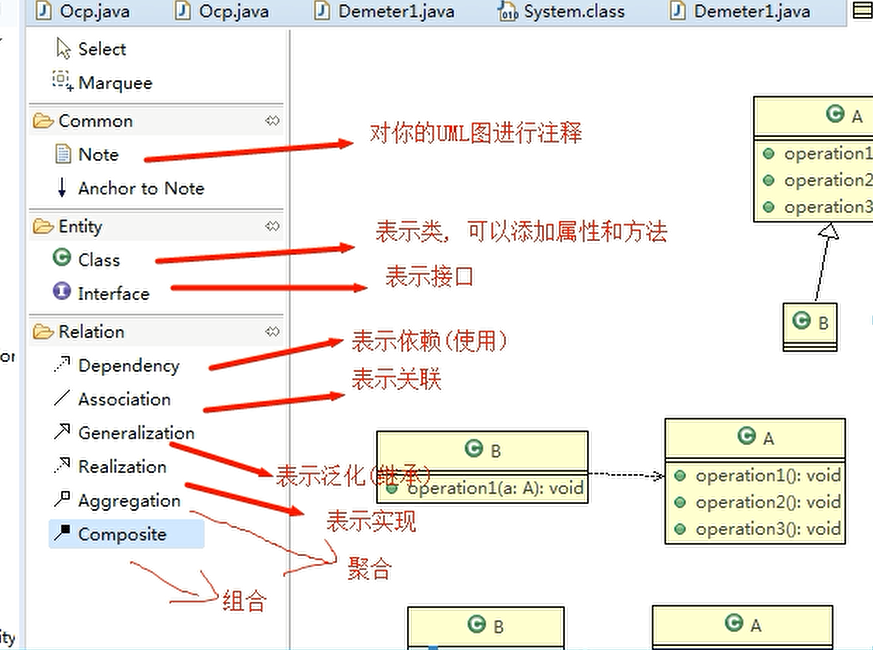 Ocp.java Ocp.java Demeter1.java System.class Demeter1.java
Select
Marquee
Common
Note
对你的UML图进行注释
Anchor to Note
Entity
Class
表示类, 可以添加属性和方法
Interface
表示接口
Relation
Dependency
表示依赖(使用)
Association
表示关联
Generalization
表示泛化(继承)
Realization
表示实现
Aggregation
聚合
Composite
组合
A
operation1
operation2
operation3
B
B
operation1(a: A): void
A
operation1(): void
operation2(): void
operation3(): void
B
A
or
ity